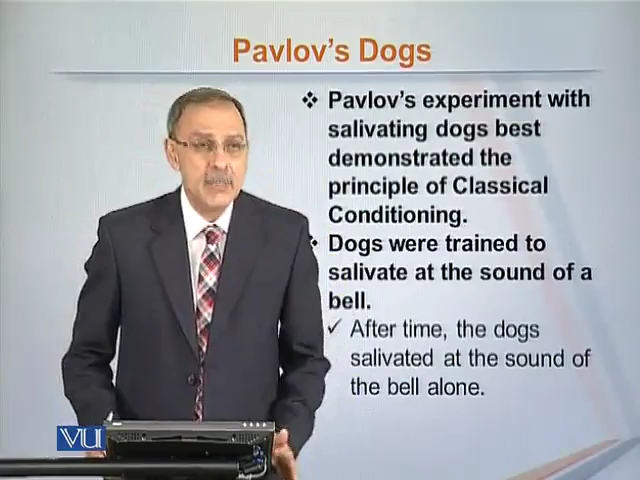 Pavlov's Dogs
❖ Pavlov's experiment with
salivating dogs best
demonstrated the
principle of Classical
Conditioning.
❖ Dogs were trained to
salivate at the sound of a
bell.
✓ After time, the dogs
salivated at the sound of
the bell alone.
VU